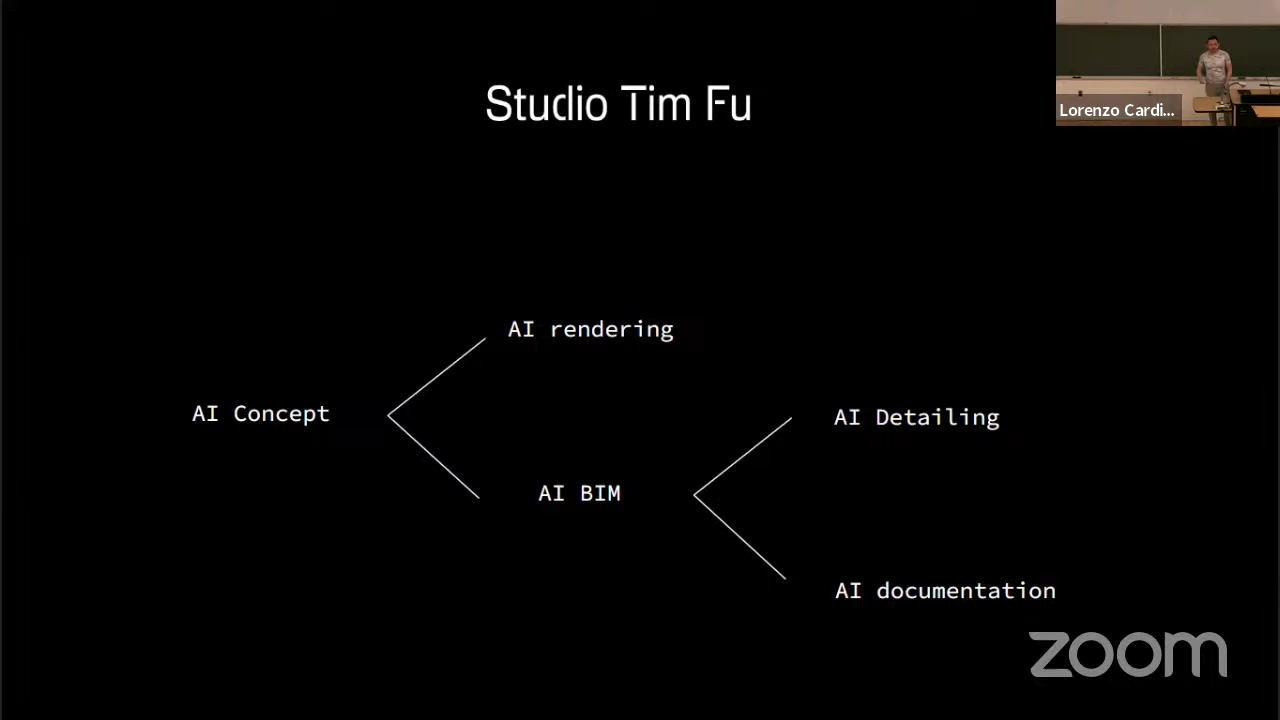 Studio Tim Fu
Lorenzo Cardi...
AI rendering
AI Concept
AI Detailing
AI BIM
AI documentation
zoom